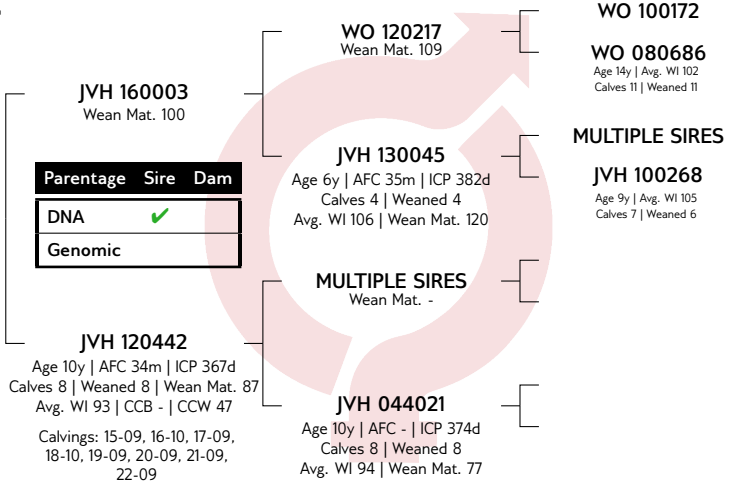 WO 100172
WO 120217
Wean Mat. 109
WO 080686
Age 14y | Avg. WI 102
Calves 11 | Weaned 11
JVH 160003
Wean Mat. 100
MULTIPLE SIRES
JVH 130045
Age 6y | AFC 35m | ICP 382d
Calves 4 | Weaned 4
Avg. WI 106 | Wean Mat. 120
JVH 100268
Age 9y | Avg. WI 105
Calves 7 | Weaned 6
Parentage Sire Dam
DNA ✔
Genomic
MULTIPLE SIRES
Wean Mat. -
JVH 120442
Age 10y | AFC 34m | ICP 367d
Calves 8 | Weaned 8 | Wean Mat. 87
Avg. WI 93 | CCB - | CCW 47
Calvings: 15-09, 16-10, 17-09,
18-10, 19-09, 20-09, 21-09,
22-09
JVH 044021
Age 10y | AFC - | ICP 374d
Calves 8 | Weaned 8
Avg. WI 94 | Wean Mat. 77